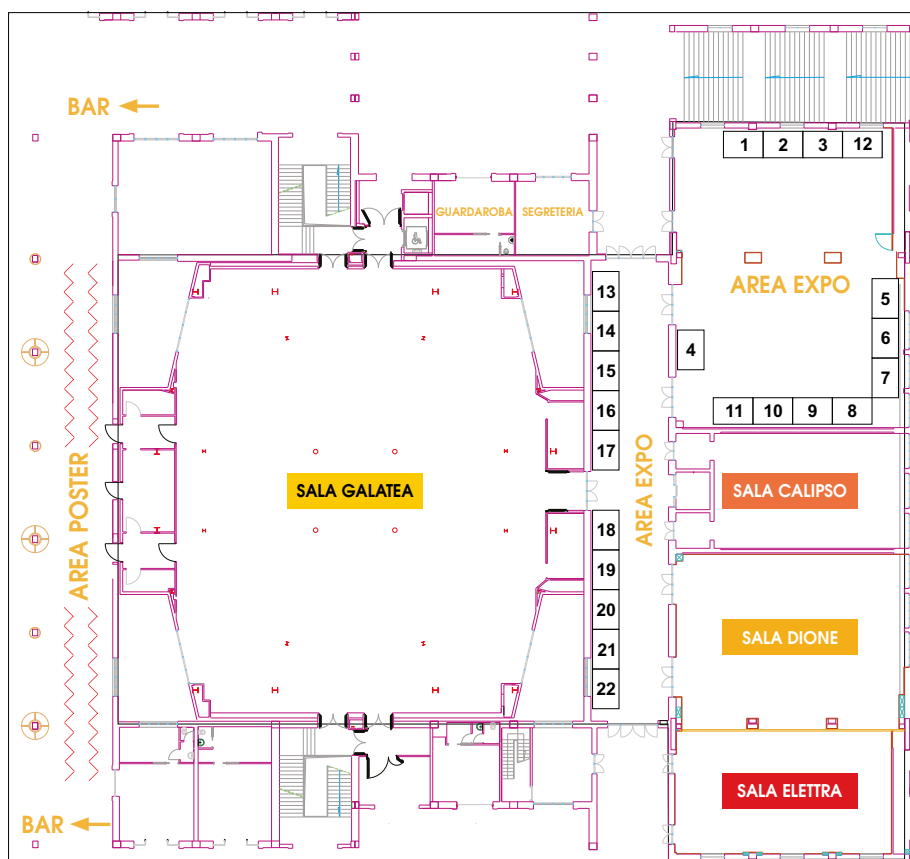 BAR
1 2 3 12
GUARDAROBA SEGRETERIA
AREA EXPO
13
14
15
16
17
4
5
6
7
11 10 9 8
SALA GALATEA
AREA EXPO
SALA CALIPSO
AREA POSTER
18
19
20
21
22
SALA DIONE
SALA ELETTRA
BAR